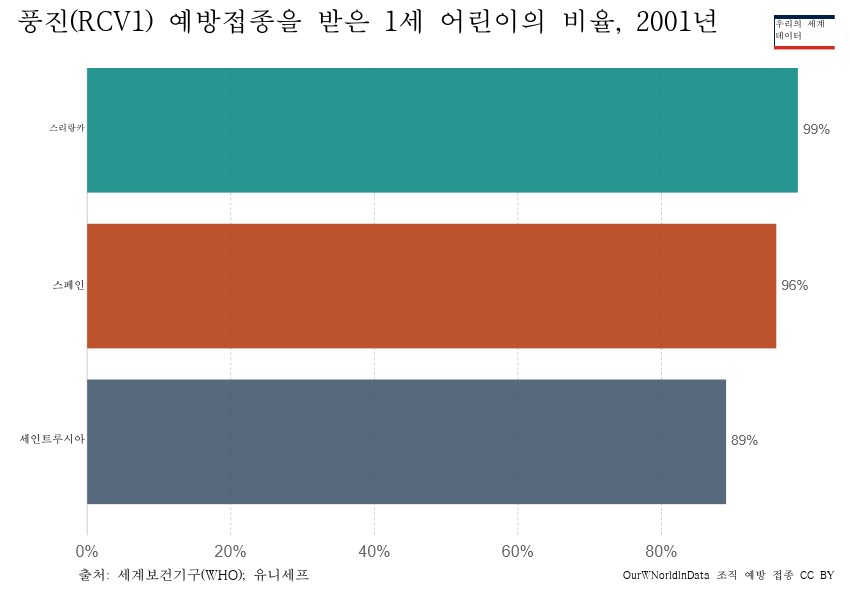 풍진(RCV1) 예방접종을 받은 1세 어린이의 비율, 2001년
우리의 세계
데이터
스리랑카
99%
스페인
96%
세인트루시아
89%
0%
20%
40%
60%
80%
출처: 세계보건기구(WHO); 유니세프
OurWNorldInData 조직 예방 접종 CC BY